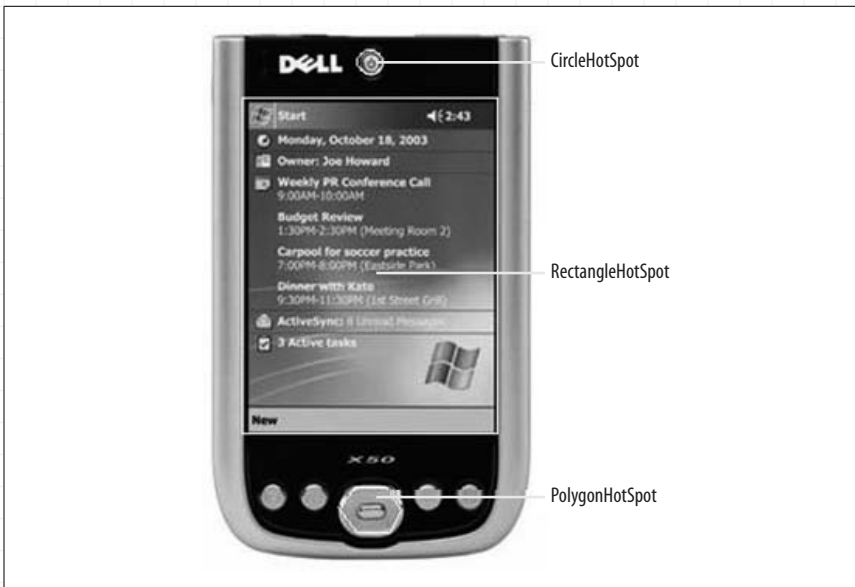 DELL
CircleHotSpot
Start 2:43
Monday, October 18, 2003
Owner: Joe Howard
Weekly PR Conference Call
9:00AM-10:00AM
Budget Review
1:30PM-2:30PM (Meeting Room 2)
Carpool for soccer practice
7:00PM-8:00PM (Eastside Park)
RectangleHotSpot
Dinner with Kate
9:30PM-11:30PM (1st Street Grill)
ActiveSync: 6 Unread Messages
3 Active tasks
New
X50
PolygonHotSpot